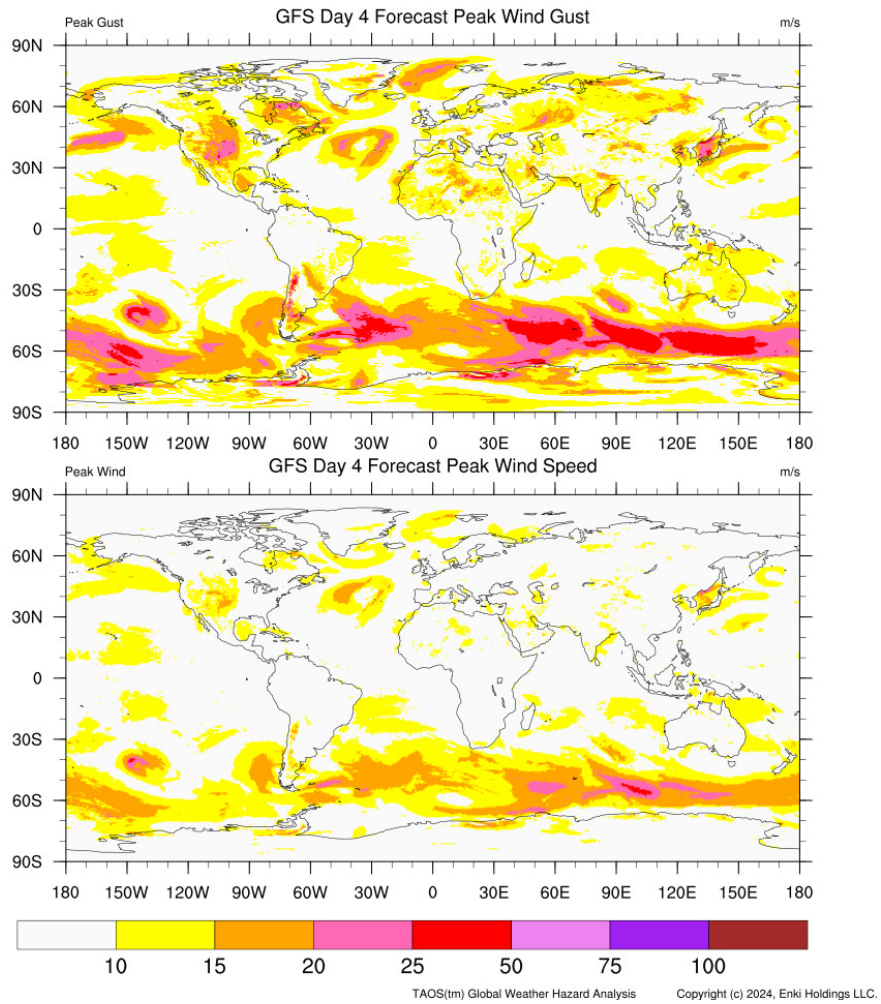 GFS Day 4 Forecast Peak Wind Gust
Peak Gust m/s
90N
60N
30N
0
30S
60S
90S
180 150W 120W 90W 60W 30W 0 30E 60E 90E 120E 150E 180
GFS Day 4 Forecast Peak Wind Speed
Peak Wind m/s
90N
60N
30N
0
30S
60S
90S
180 150W 120W 90W 60W 30W 0 30E 60E 90E 120E 150E 180
10 15 20 25 50 75 100
TAOS(tm) Global Weather Hazard Analysis Copyright (c) 2024, Enki Holdings LLC.